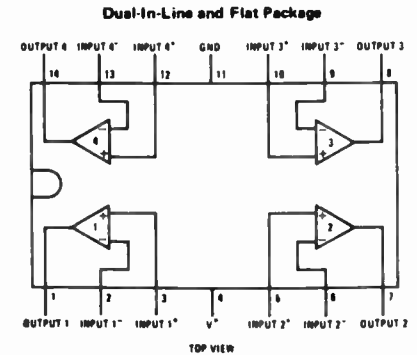 Dual-In-Line and Flat Package
OUTPUT 4 INPUT 4- INPUT 4+ GND INPUT 3+ INPUT 3- OUTPUT 3
14 13 12 11 10 9 8
- -
4 3
+ +
+ +
1 2
- -
1 2 3 4 5 6 7
OUTPUT 1 INPUT 1- INPUT 1+ V+ INPUT 2+ INPUT 2- OUTPUT 2
TOP VIEW